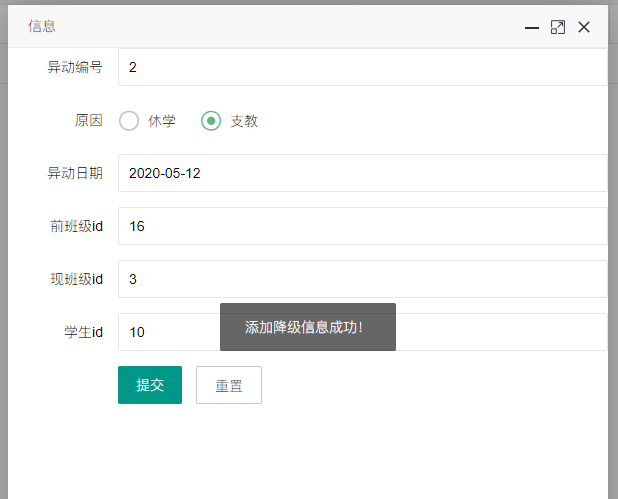 信息
异动编号 2
原因 休学 支教
异动日期 2020-05-12
前班级id 16
现班级id 3
学生id 10
添加降级信息成功！
提交 重置